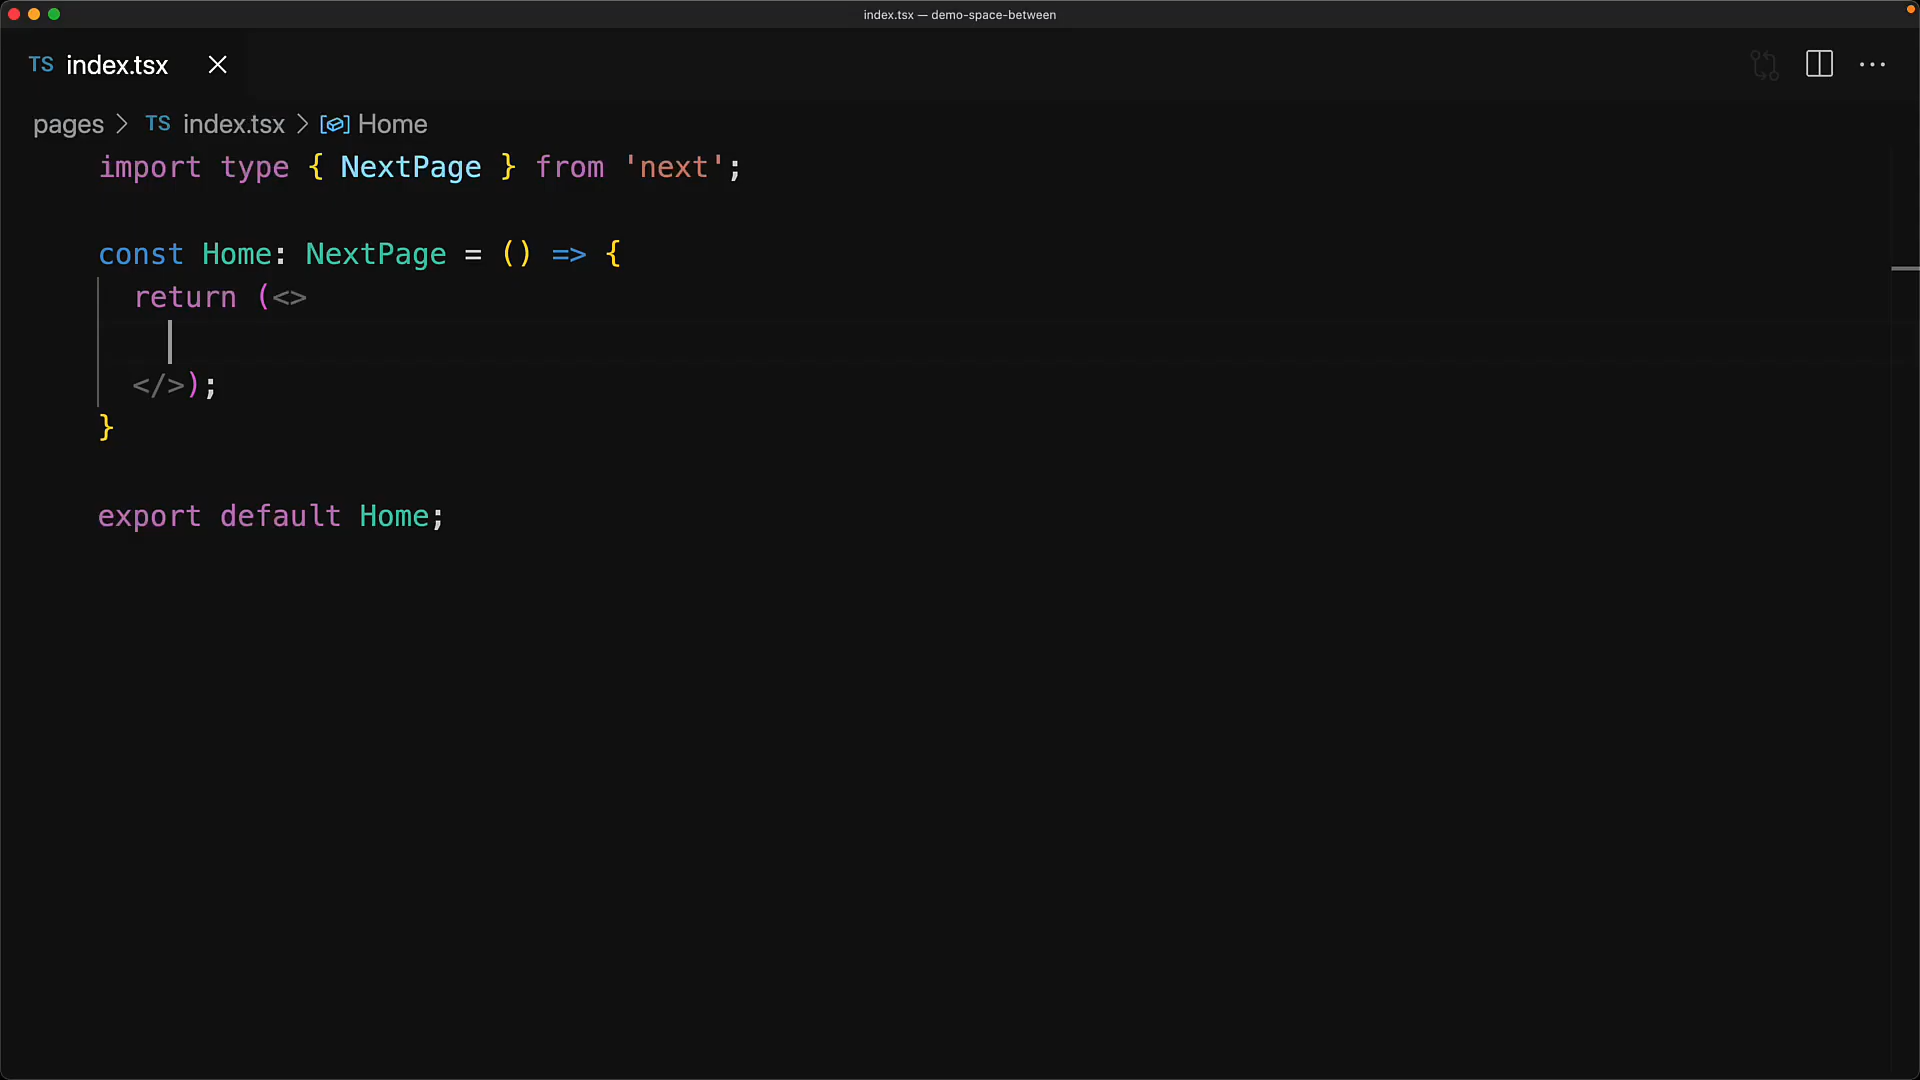 index.tsx — demo-space-between
TS index.tsx
pages > TS index.tsx > Home
import type { NextPage } from 'next';
const Home: NextPage = () => {
return (<>
</>);
}
export default Home;